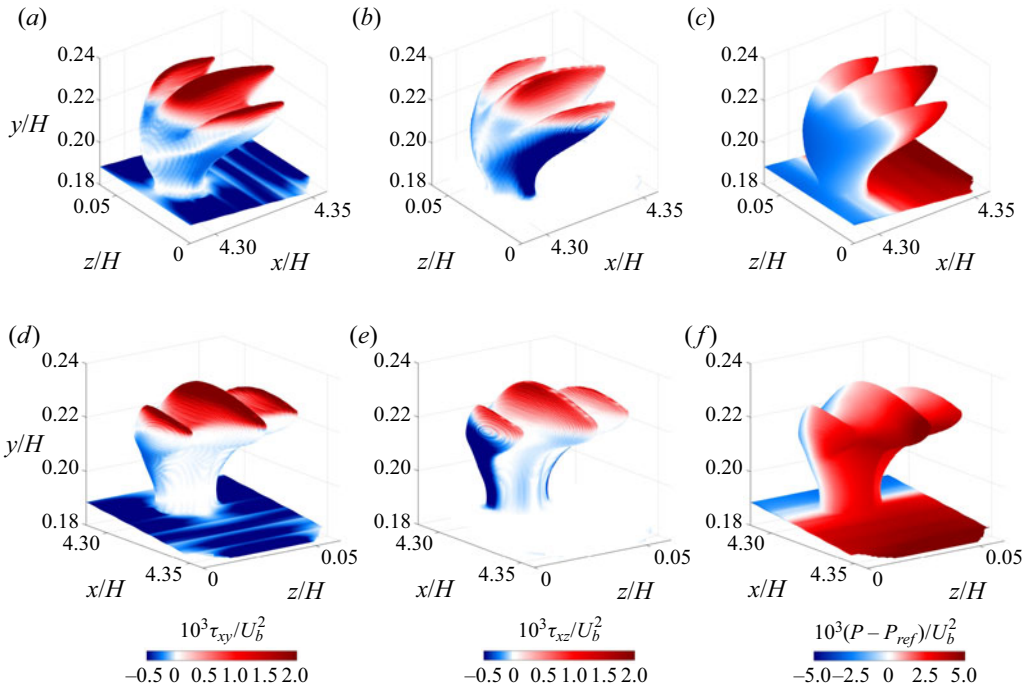 (a) (b) (c)
0.24 0.24 0.24
0.22 0.22 0.22
y/H
0.20 0.20 0.20
0.18 0.18 0.18
0.05 0.05 0.05
4.35 4.35 4.35
z/H 0 4.30 x/H z/H 0 4.30 x/H z/H 0 4.30 x/H
(d) (e) (f)
0.24 0.24 0.24
0.22 0.22 0.22
y/H
0.20 0.20 0.20
0.18 0.18 0.18
4.30 0.05 4.30 0.05 4.30 0.05
x/H 4.35 0 z/H x/H 4.35 0 z/H x/H 4.35 0 z/H
10³τxy/U_b² 10³τxz/U_b² 10³(P – Pref)/U_b²
–0.5 0 0.5 1.0 1.5 2.0 –0.5 0 0.5 1.0 1.5 2.0 –5.0 –2.5 0 2.5 5.0